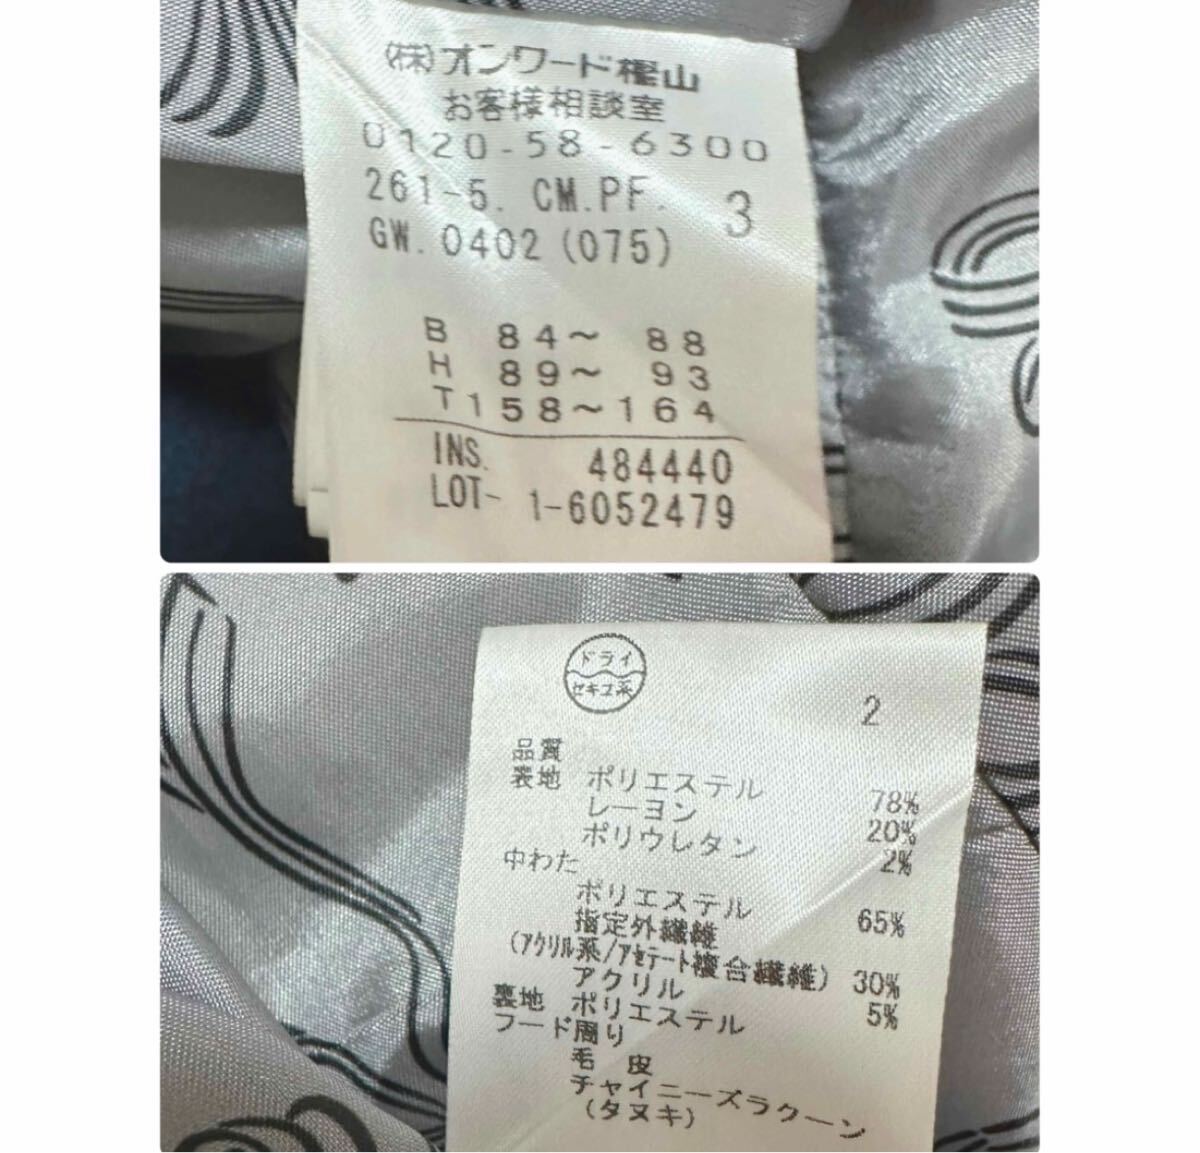 (株)オンワード樫山
お客様相談室
0120-58-6300
261-5. CM.PF. 3
GW. 0402 (075)
B 84～ 88
H 89～ 93
T158～164
INS. 484440
LOT- 1-6052479
ドライ
セキユ系
2
品質
表地 ポリエステル 78%
レーヨン 20%
ポリウレタン 2%
中わた
ポリエステル 65%
指定外繊維
(アクリル系/アセテート複合繊維) 30%
アクリル 5%
裏地 ポリエステル
フード周り
毛 皮
チャイニーズラクーン
(タヌキ)